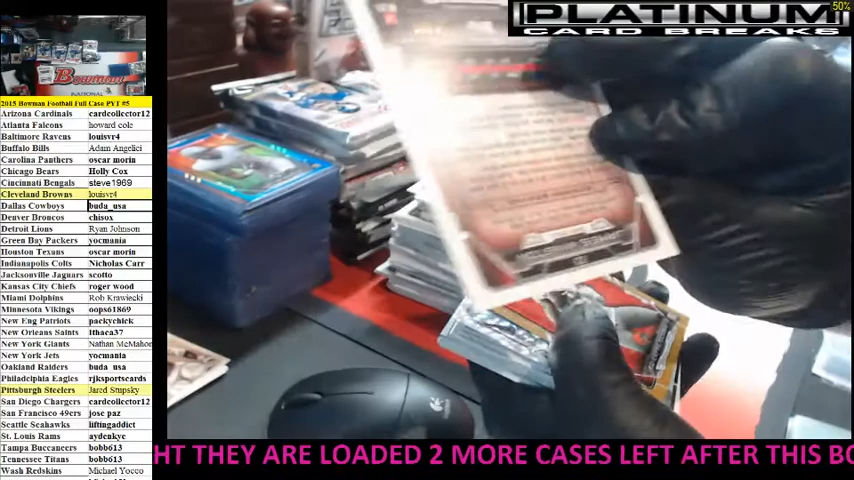 50%
PLATINUM
CARD BREAKS
Bowman
NATIONAL
2015 Bowman Football Full Case PYT #5
Arizona Cardinals cardcollector12
Atlanta Falcons howard cole
Baltimore Ravens louisvr4
Buffalo Bills Adam Angelici
Carolina Panthers oscar morin
Chicago Bears Holly Cox
Cincinnati Bengals steve1969
Cleveland Browns louisvr4
Dallas Cowboys buda_usa
Denver Broncos chisox
Detroit Lions Ryan Johnson
Green Bay Packers yocmania
Houston Texans oscar morin
Indianapolis Colts Nicholas Carr
Jacksonville Jaguars scotto
Kansas City Chiefs roger wood
Miami Dolphins Rob Krawiecki
Minnesota Vikings oops61869
New Eng Patriots packychick
New Orleans Saints Ithaca37
New York Giants Nathan McMahon
New York Jets yocmania
Oakland Raiders buda_usa
Philadelphia Eagles rjksportscards
Pittsburgh Steelers Jared Stupsky
San Diego Chargers cardcollector12
San Francisco 49ers jose paz
Seattle Seahawks liftingaddict
St. Louis Rams aydenkye
Tampa Buccaneers bobb613
Tennessee Titans bobb613
Wash Redskins Michael Yocco
HT THEY ARE LOADED 2 MORE CASES LEFT AFTER THIS BO